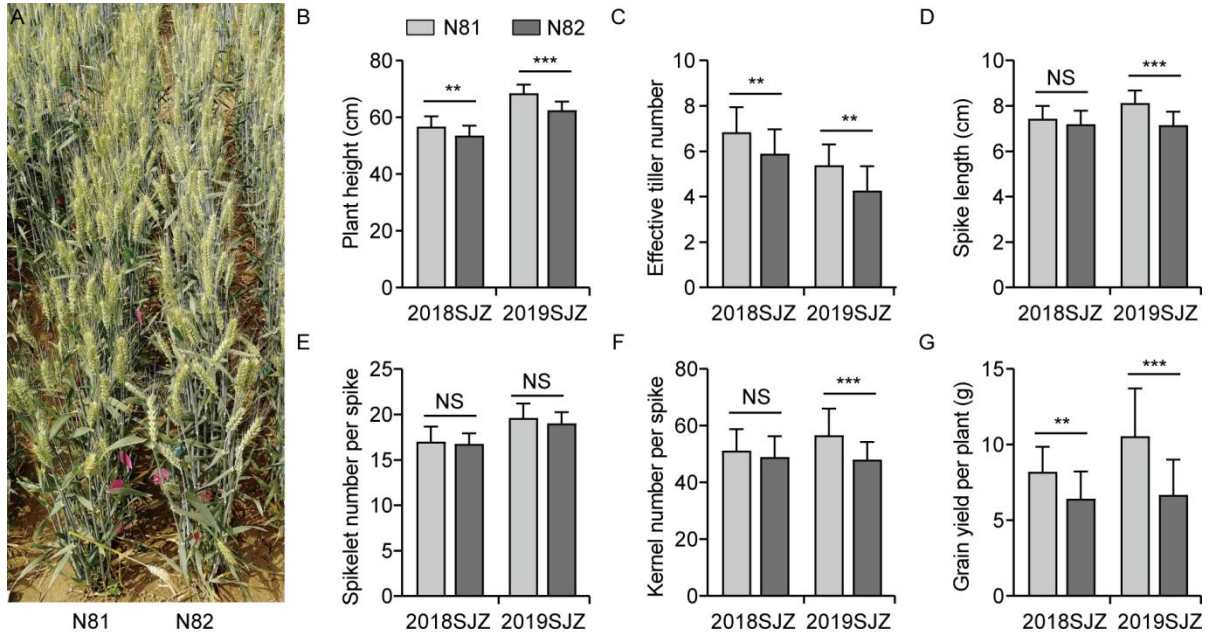 A
N81 N82
B
N81 N82
Plant height (cm)
80
60
40
20
0
** ***
2018SJZ 2019SJZ
C
Effective tiller number
10
8
6
4
2
0
** **
2018SJZ 2019SJZ
D
Spike length (cm)
10
8
6
4
2
0
NS ***
2018SJZ 2019SJZ
E
Spikelet number per spike
25
20
15
10
5
0
NS NS
2018SJZ 2019SJZ
F
Kernel number per spike
80
60
40
20
0
NS ***
2018SJZ 2019SJZ
G
Grain yield per plant (g)
15
10
5
0
** ***
2018SJZ 2019SJZ